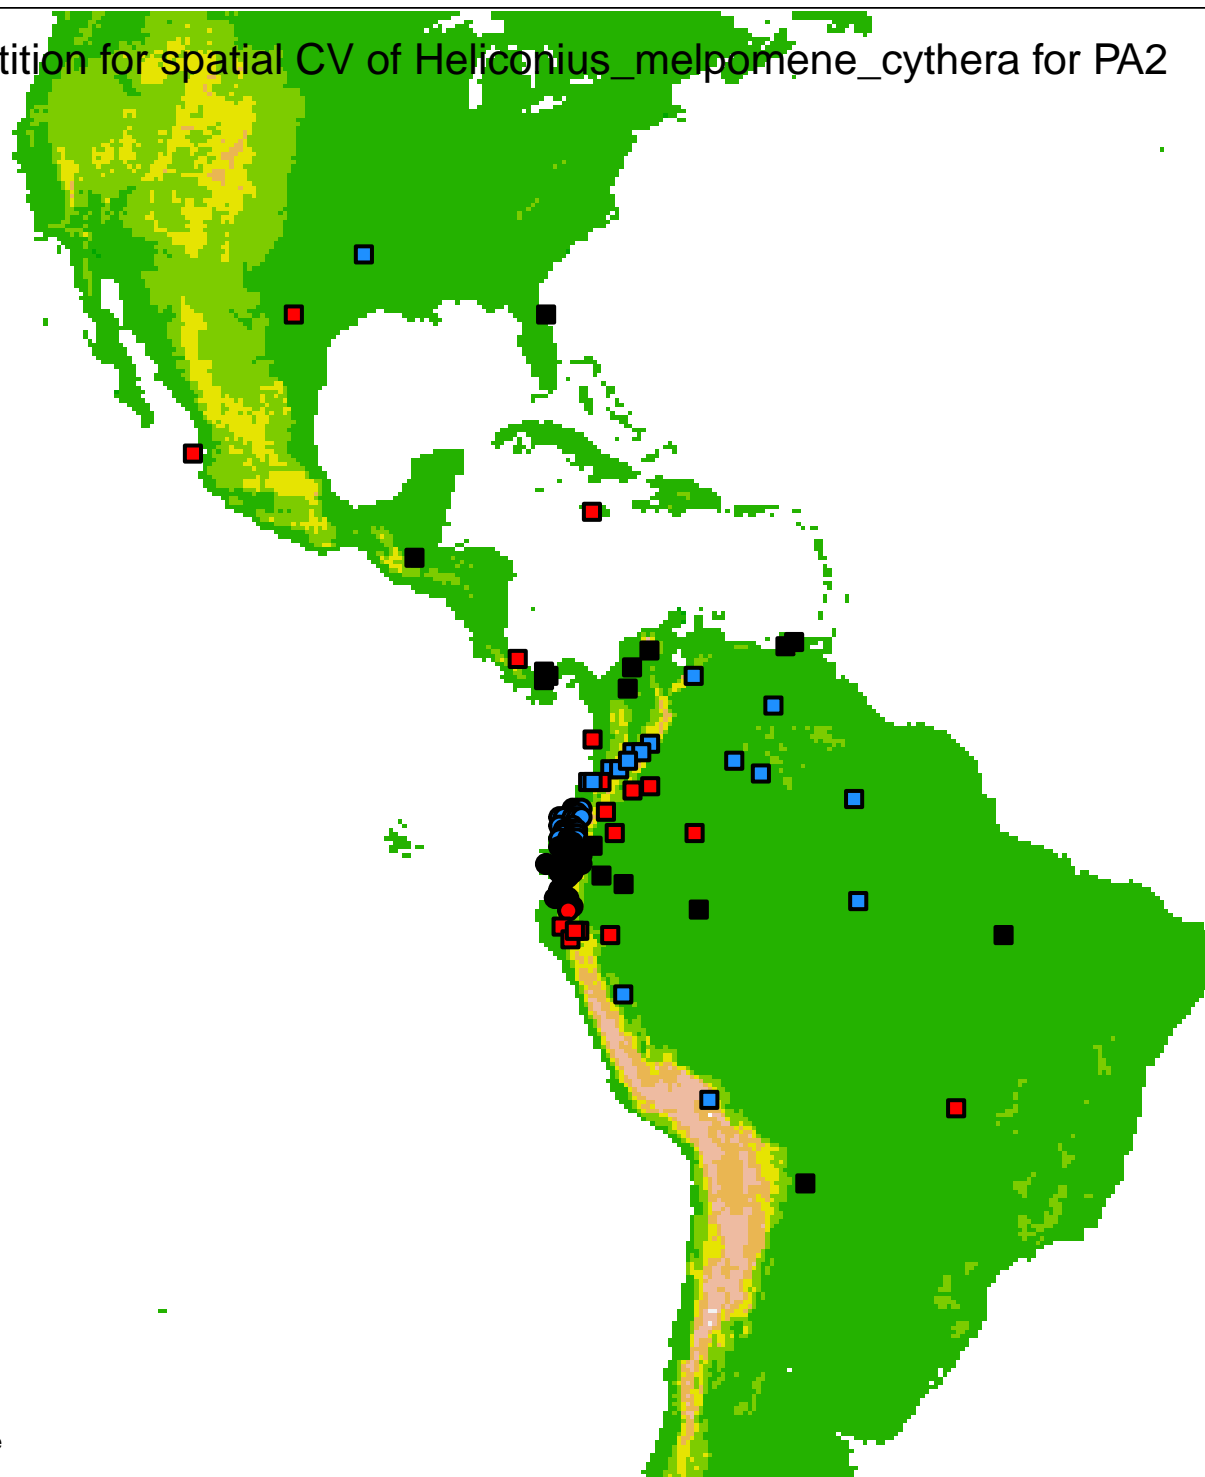 tition for spatial CV of Heliconius_melpomene_cythera for PA2